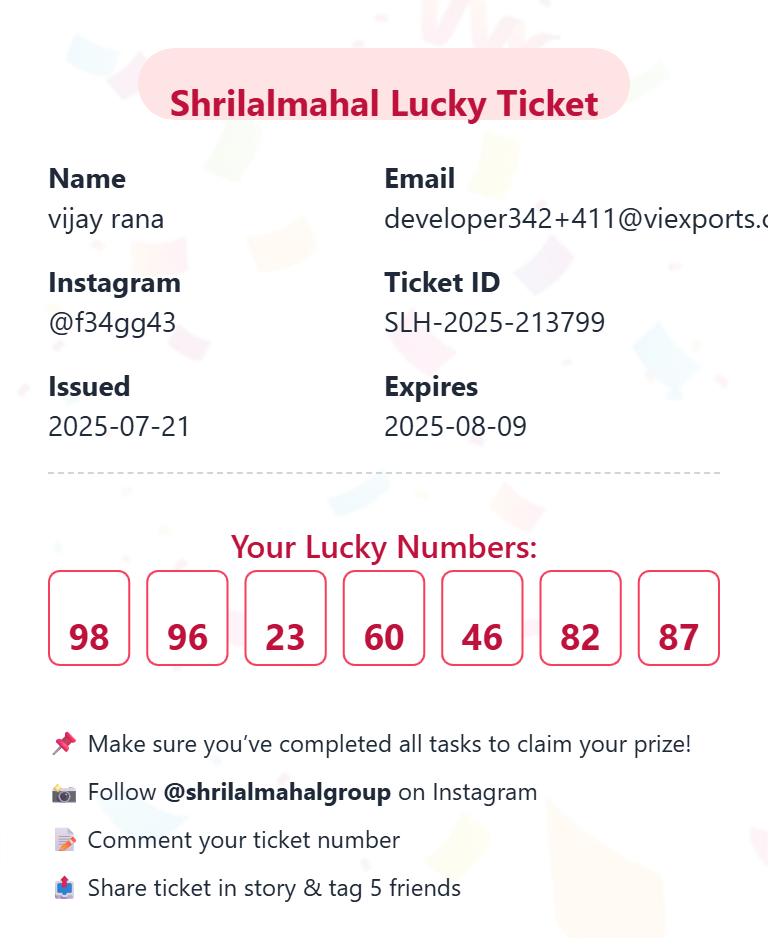 Shrilalmahal Lucky Ticket
Name
vijay rana
Email
developer342+411@viexports.c
Instagram
@f34gg43
Ticket ID
SLH-2025-213799
Issued
2025-07-21
Expires
2025-08-09
Your Lucky Numbers:
98 96 23 60 46 82 87
📌 Make sure you’ve completed all tasks to claim your prize!
📸 Follow @shrilalmahalgroup on Instagram
📝 Comment your ticket number
📤 Share ticket in story & tag 5 friends